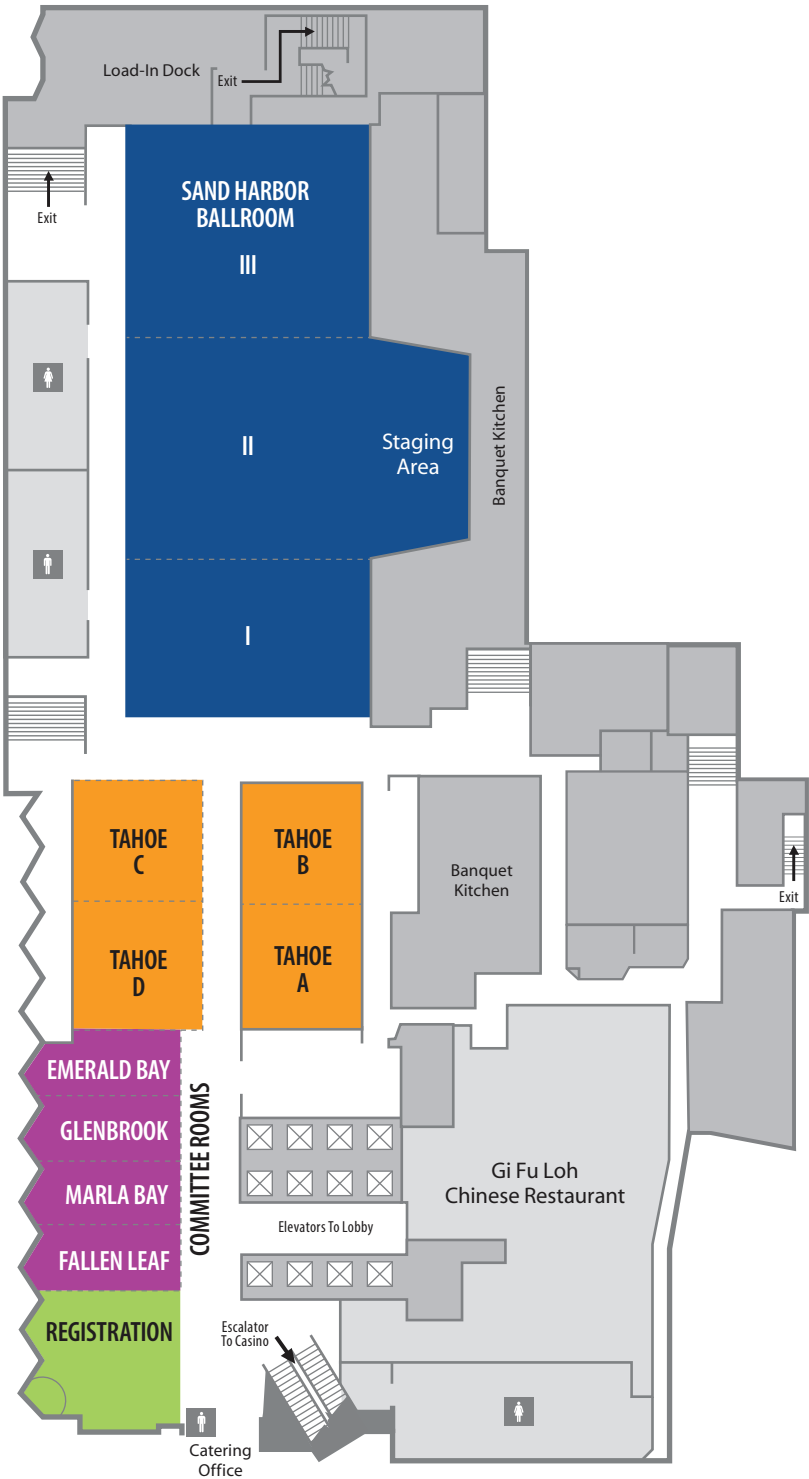 Load-In Dock
Exit
Exit
SAND HARBOR
BALLROOM
III
II
Staging
Area
Banquet Kitchen
I
TAHOE
C
TAHOE
B
Banquet
Kitchen
Exit
TAHOE
D
TAHOE
A
EMERALD BAY
GLENBROOK
MARLA BAY
FALLEN LEAF
COMMITTEE ROOMS
Gi Fu Loh
Chinese Restaurant
Elevators To Lobby
REGISTRATION
Escalator
To Casino
Catering
Office